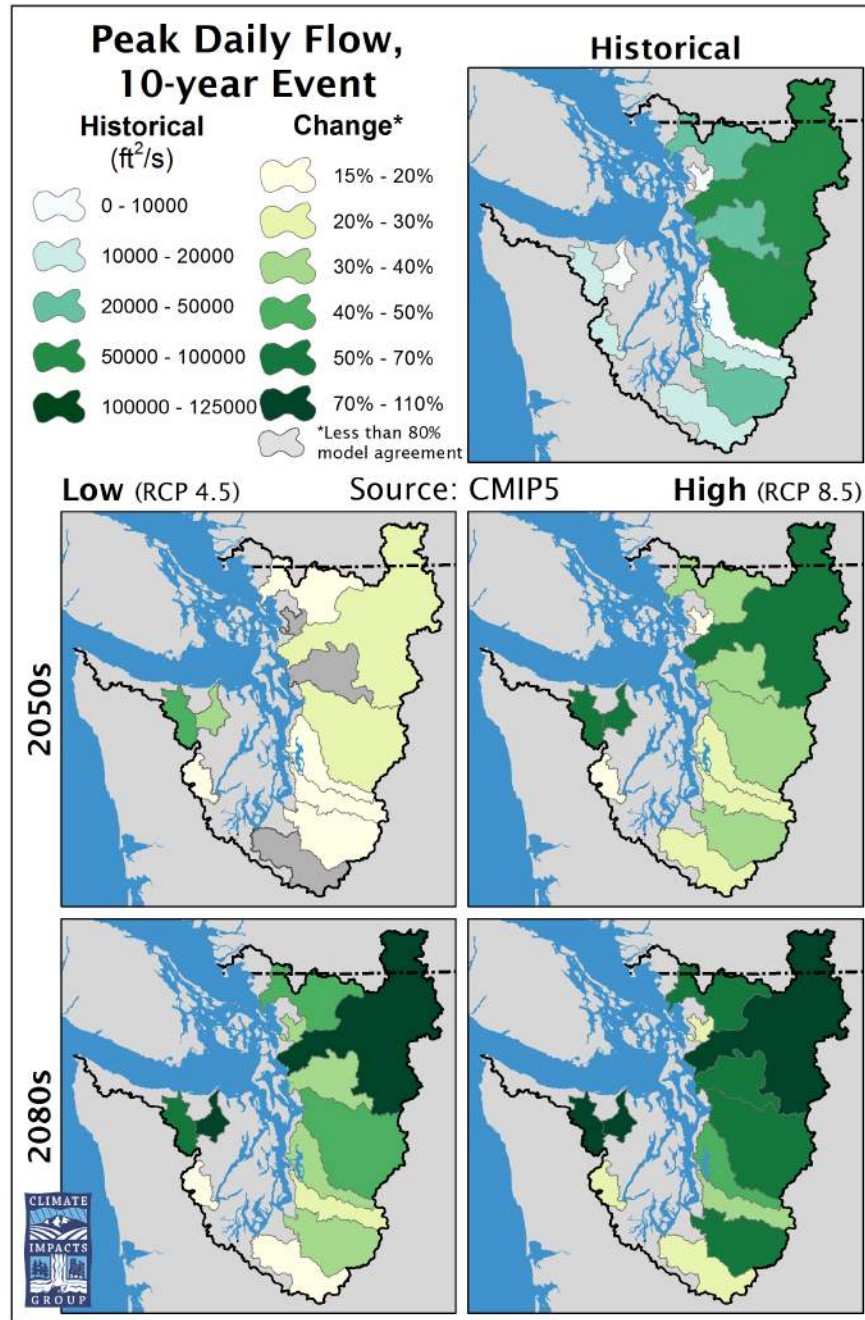 Peak Daily Flow,
10-year Event
Historical
(ft²/s)
0 - 10000
10000 - 20000
20000 - 50000
50000 - 100000
100000 - 125000
Change*
15% - 20%
20% - 30%
30% - 40%
40% - 50%
50% - 70%
70% - 110%
*Less than 80%
model agreement
Historical
Low (RCP 4.5)
Source: CMIP5
High (RCP 8.5)
2050s
2080s
CLIMATE
IMPACTS
GROUP